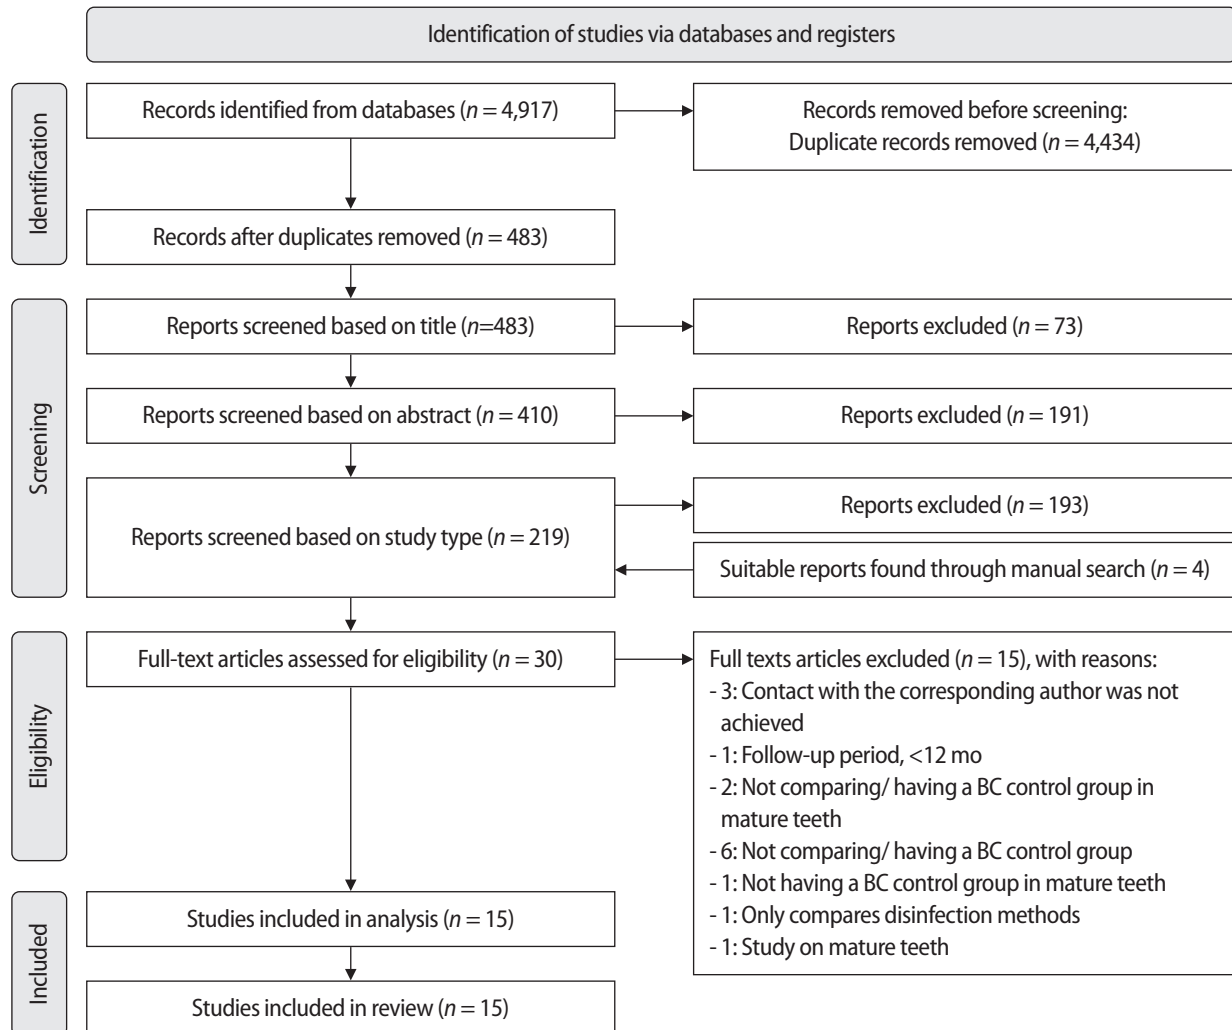 Identification of studies via databases and registers
Identification
Records identified from databases (n = 4,917)
Records removed before screening:
Duplicate records removed (n = 4,434)
Records after duplicates removed (n = 483)
Screening
Reports screened based on title (n=483)
Reports excluded (n = 73)
Reports screened based on abstract (n = 410)
Reports excluded (n = 191)
Reports screened based on study type (n = 219)
Reports excluded (n = 193)
Suitable reports found through manual search (n = 4)
Eligibility
Full-text articles assessed for eligibility (n = 30)
Full texts articles excluded (n = 15), with reasons:
- 3: Contact with the corresponding author was not
achieved
- 1: Follow-up period, <12 mo
- 2: Not comparing/ having a BC control group in
mature teeth
- 6: Not comparing/ having a BC control group
- 1: Not having a BC control group in mature teeth
- 1: Only compares disinfection methods
- 1: Study on mature teeth
Included
Studies included in analysis (n = 15)
Studies included in review (n = 15)